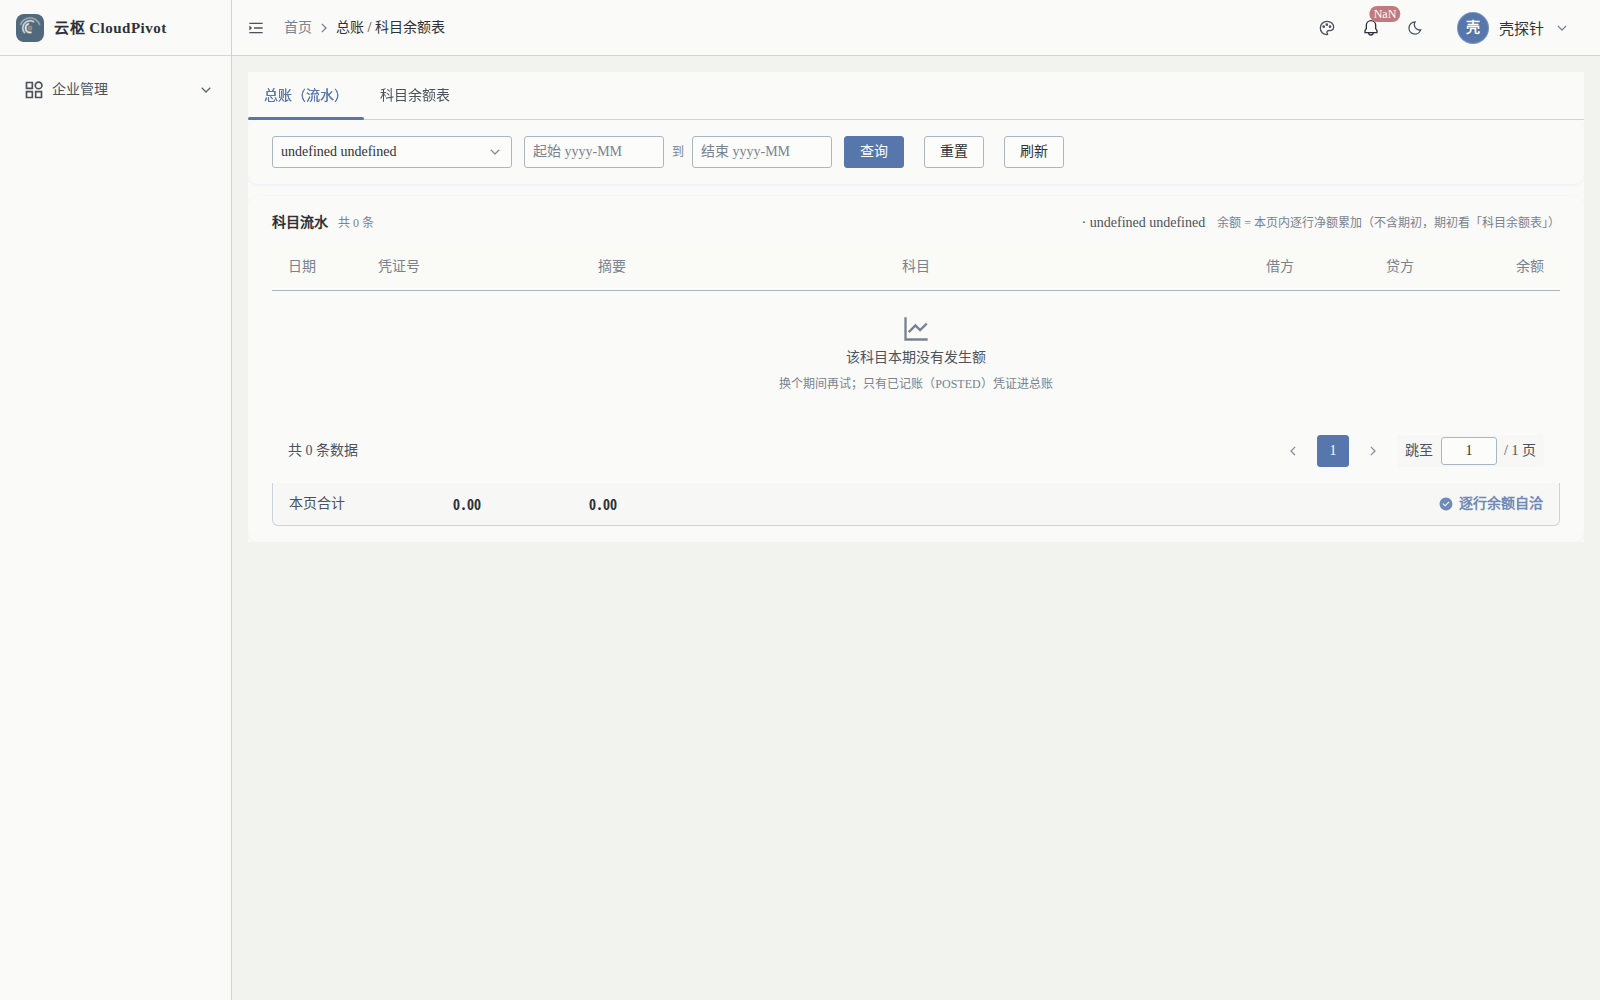 云枢 CloudPivot
首页 > 总账 / 科目余额表
NaN
壳 壳探针
企业管理
总账（流水） 科目余额表
undefined undefined 起始 yyyy-MM 到 结束 yyyy-MM 查询 重置 刷新
科目流水 共 0 条 · undefined undefined 余额 = 本页内逐行净额累加（不含期初，期初看「科目余额表」）
日期 凭证号 摘要 科目 借方 贷方 余额
该科目本期没有发生额
换个期间再试；只有已记账（POSTED）凭证进总账
共 0 条数据 1 跳至 1 / 1 页
本页合计 0.00 0.00 逐行余额自洽